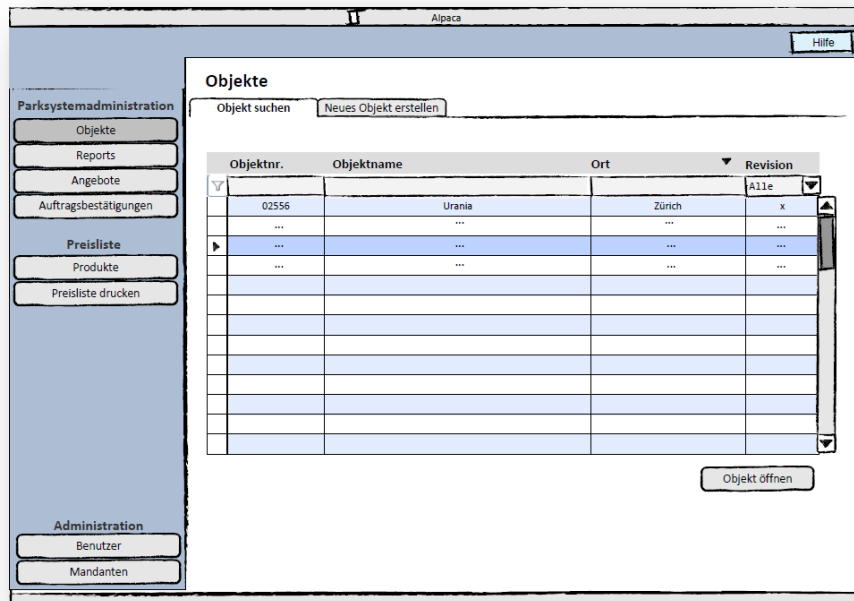 Alpaca
Hilfe
Objekte
Objekt suchen
Neues Objekt erstellen
Parksystemadministration
Objekte
Reports
Angebote
Auftragsbestätigungen
Preisliste
Produkte
Preisliste drucken
Administration
Benutzer
Mandanten
Objektnr. Objektname Ort Revision
Alle
02556 Urania Zürich x
... ... ... ...
... ... ... ...
... ... ... ...
Objekt öffnen